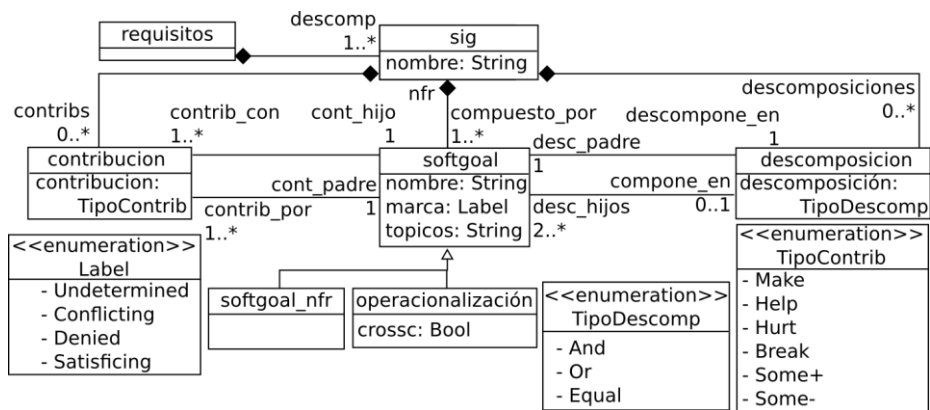 descomp
requisitos
1..*
sig
nombre: String
nfr
descomposiciones
contribs
contrib_con
cont_hijo
compuesto_por
descompone_en
0..*
0..*
1..*
1
1..*
desc_padre
1
contribucion
softgoal
1
descomposicion
contribucion:
TipoContrib
nombre: String
marca: Label
topicos: String
descomposición:
TipoDescomp
cont_padre
compone_en
contrib_por
1
desc_hijos
0..1
1..*
2..*
<<enumeration>>
Label
- Undetermined
- Conflicting
- Denied
- Satisficing
softgoal_nfr
operacionalización
crossc: Bool
<<enumeration>>
TipoDescomp
- And
- Or
- Equal
<<enumeration>>
TipoContrib
- Make
- Help
- Hurt
- Break
- Some+
- Some-